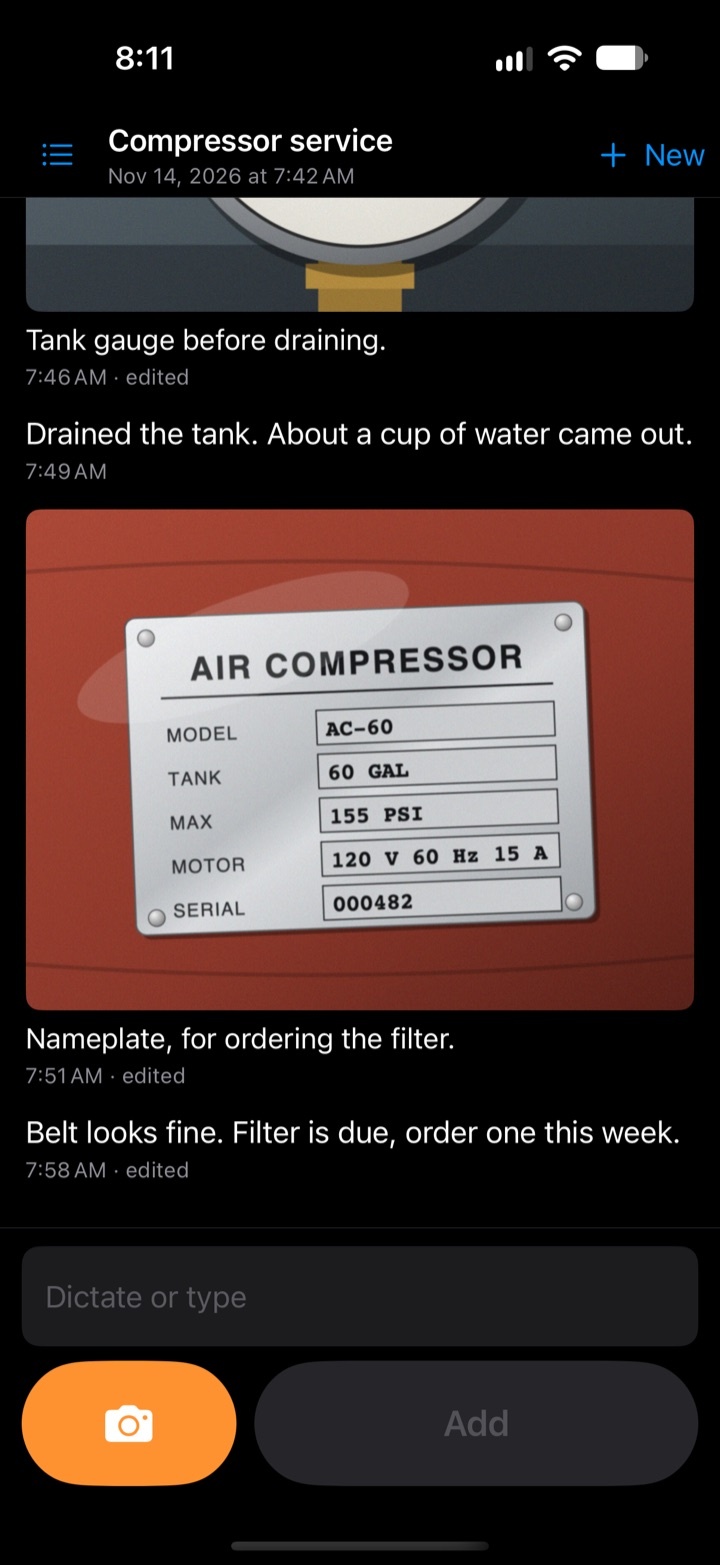 8:11
Compressor service
Nov 14, 2026 at 7:42 AM
+ New
Tank gauge before draining.
7:46 AM · edited
Drained the tank. About a cup of water came out.
7:49 AM
AIR COMPRESSOR
MODEL AC-60
TANK 60 GAL
MAX 155 PSI
MOTOR 120 V 60 Hz 15 A
SERIAL 000482
Nameplate, for ordering the filter.
7:51 AM · edited
Belt looks fine. Filter is due, order one this week.
7:58 AM · edited
Dictate or type
Add